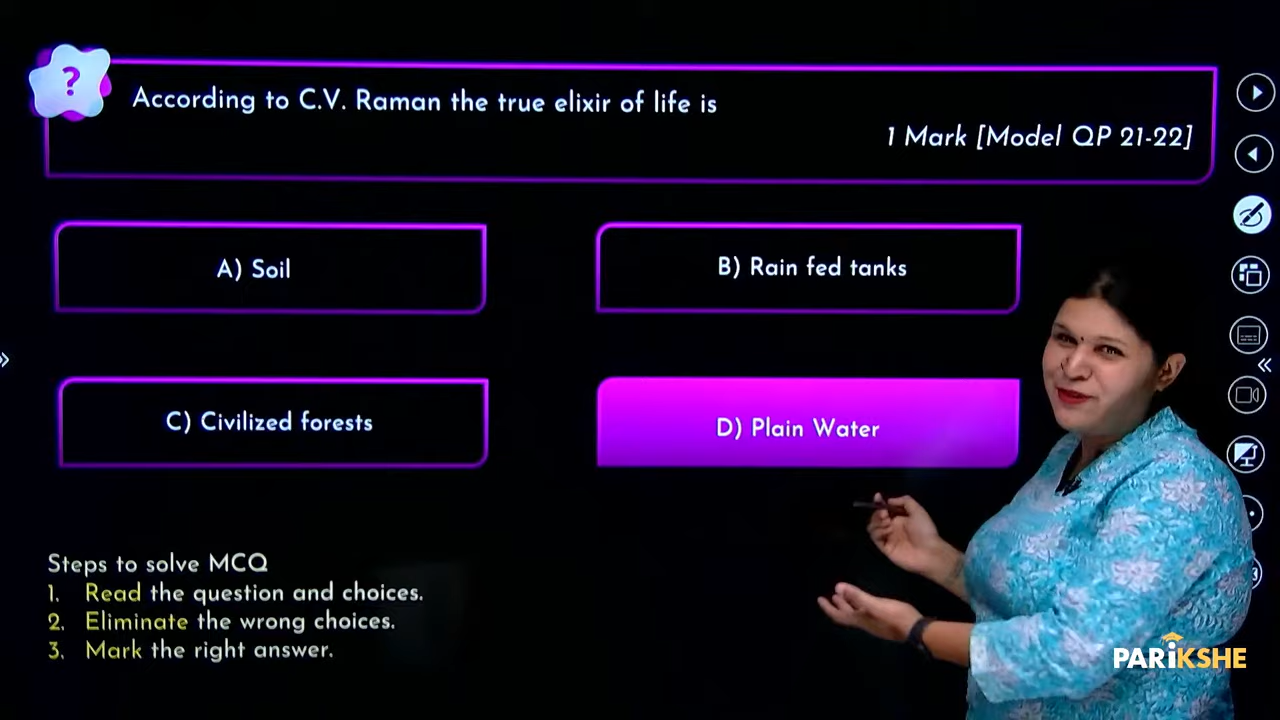 ?
According to C.V. Raman the true elixir of life is
1 Mark [Model QP 21-22]
A) Soil
B) Rain fed tanks
C) Civilized forests
D) Plain Water
Steps to solve MCQ
1. Read the question and choices.
2. Eliminate the wrong choices.
3. Mark the right answer.
PARiKSHE